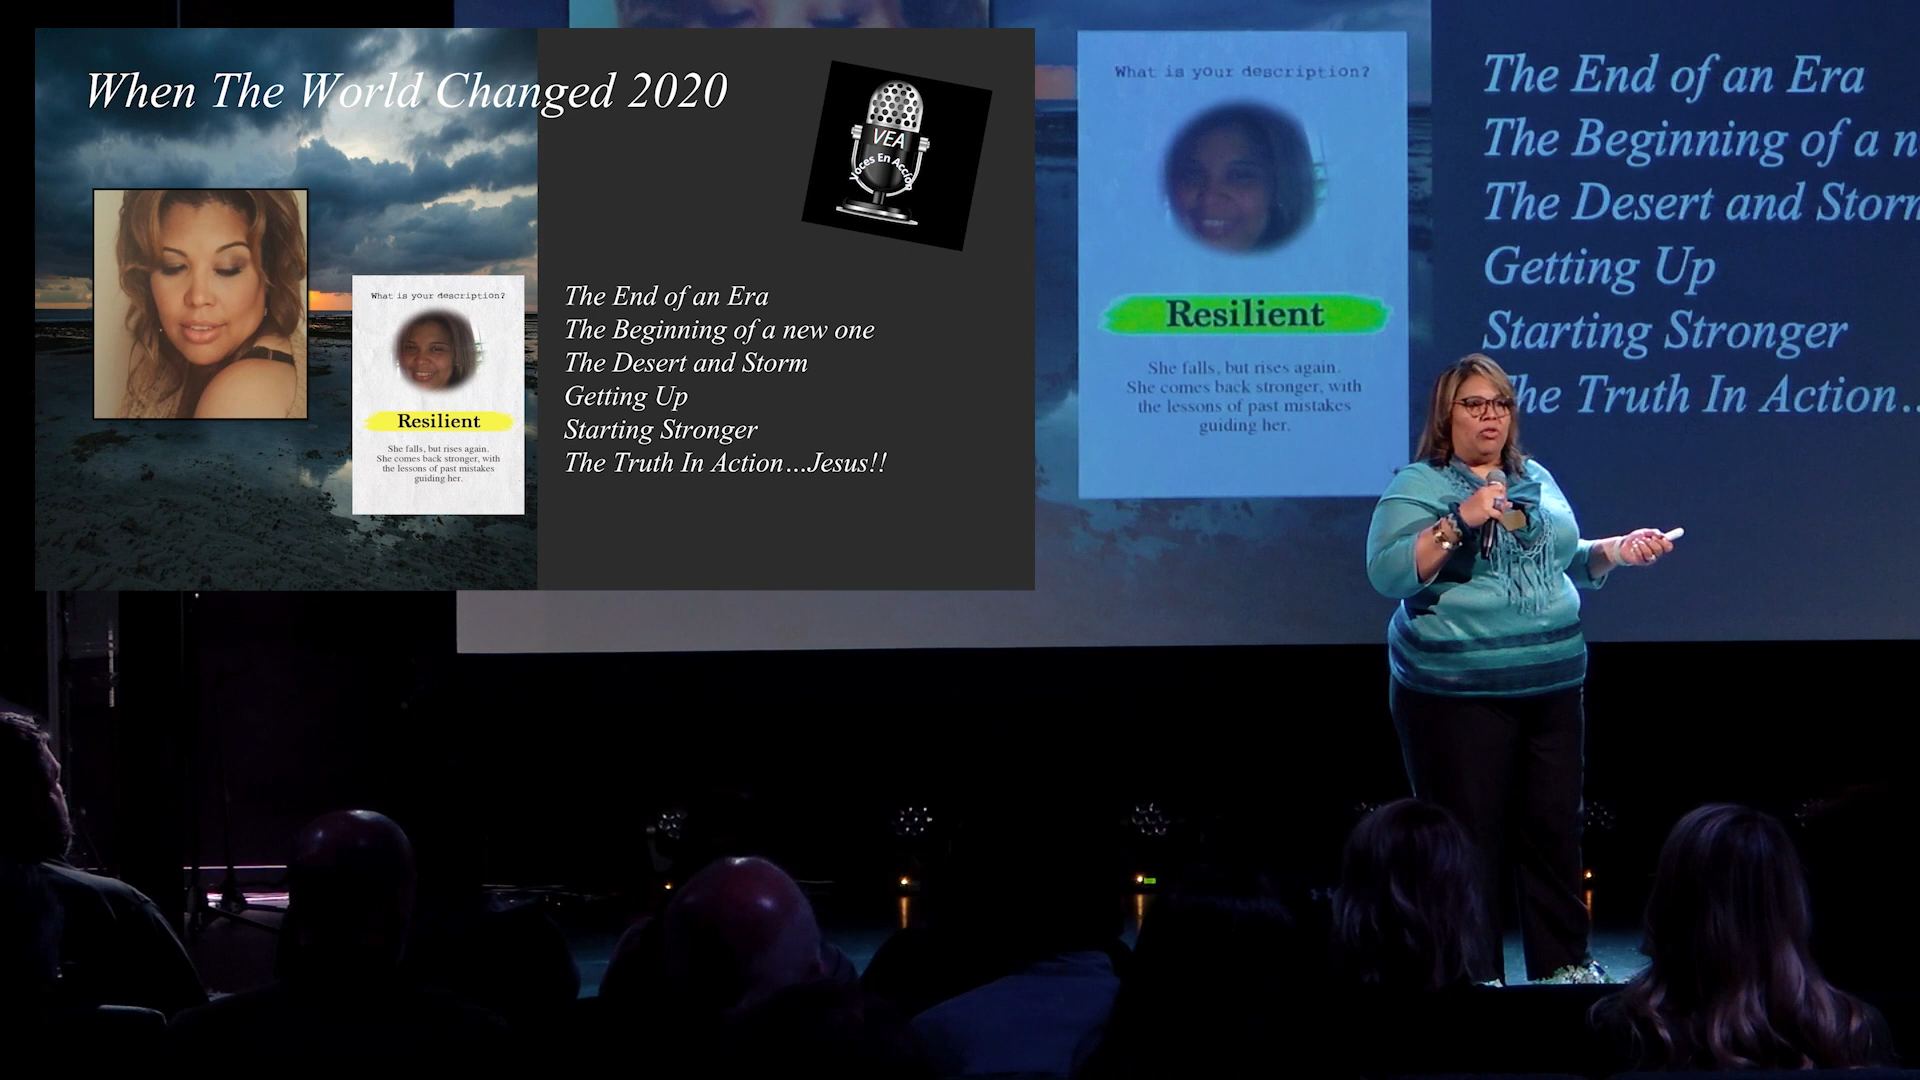 When The World Changed 2020
VEA
Voces En Acción
What is your description?
Resilient
She falls, but rises again.
She comes back stronger, with
the lessons of past mistakes
guiding her.
The End of an Era
The Beginning of a new one
The Desert and Storm
Getting Up
Starting Stronger
The Truth In Action...Jesus!!
What is your description?
Resilient
She falls, but rises again.
She comes back stronger, with
the lessons of past mistakes
guiding her.
The End of an Era
The Beginning of a n
The Desert and Storm
Getting Up
Starting Stronger
The Truth In Action...